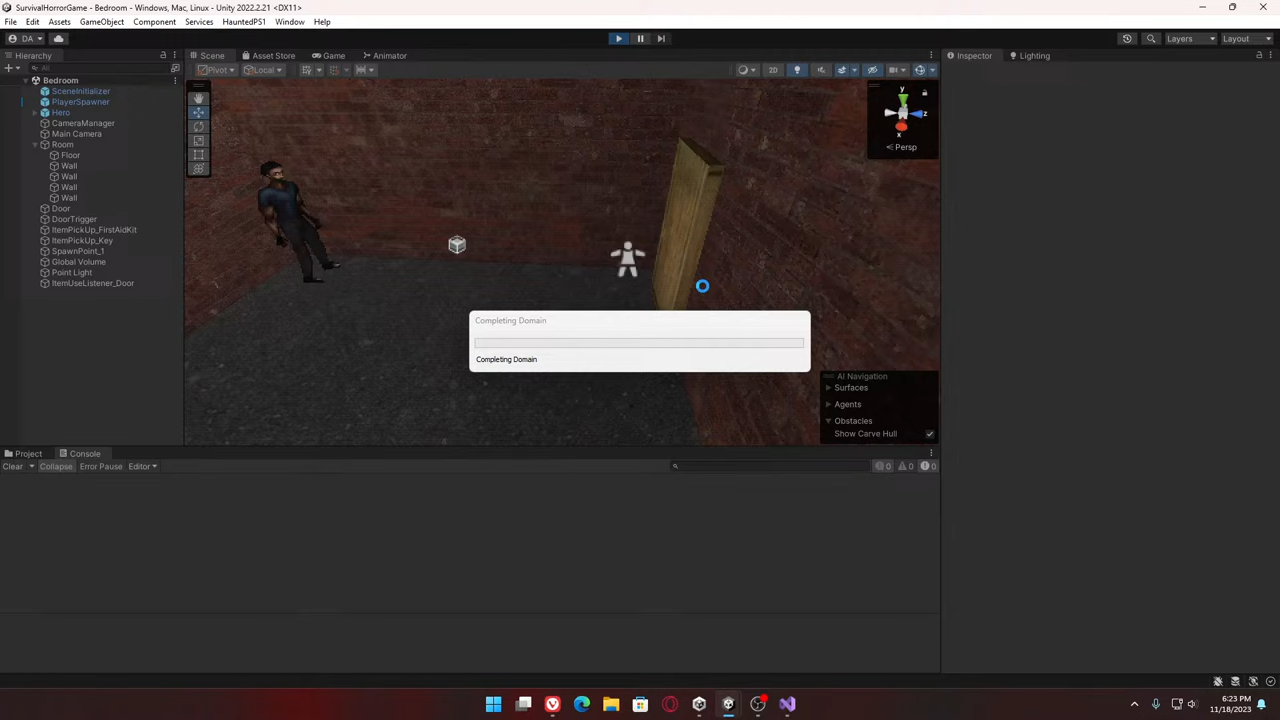 SurvivalHorrorGame - Bedroom - Windows, Mac, Linux - Unity 2022.2.21 <DX11>
File Edit Assets GameObject Component Services HauntedPS1 Window Help
DA Layers Layout
Hierarchy
All
Bedroom
SceneInitializer
PlayerSpawner
Hero
CameraManager
Main Camera
Room
Floor
Wall
Wall
Wall
Wall
Door
DoorTrigger
ItemPickUp_FirstAidKit
ItemPickUp_Key
SpawnPoint_1
Global Volume
Point Light
ItemUseListener_Door
Scene Asset Store Game Animator
Pivot Local 2D
y
z
x
Persp
Completing Domain
Completing Domain
AI Navigation
Surfaces
Agents
Obstacles
Show Carve Hull
Inspector Lighting
Project Console
Clear Collapse Error Pause Editor 0 0 0
6:23 PM
11/18/2023